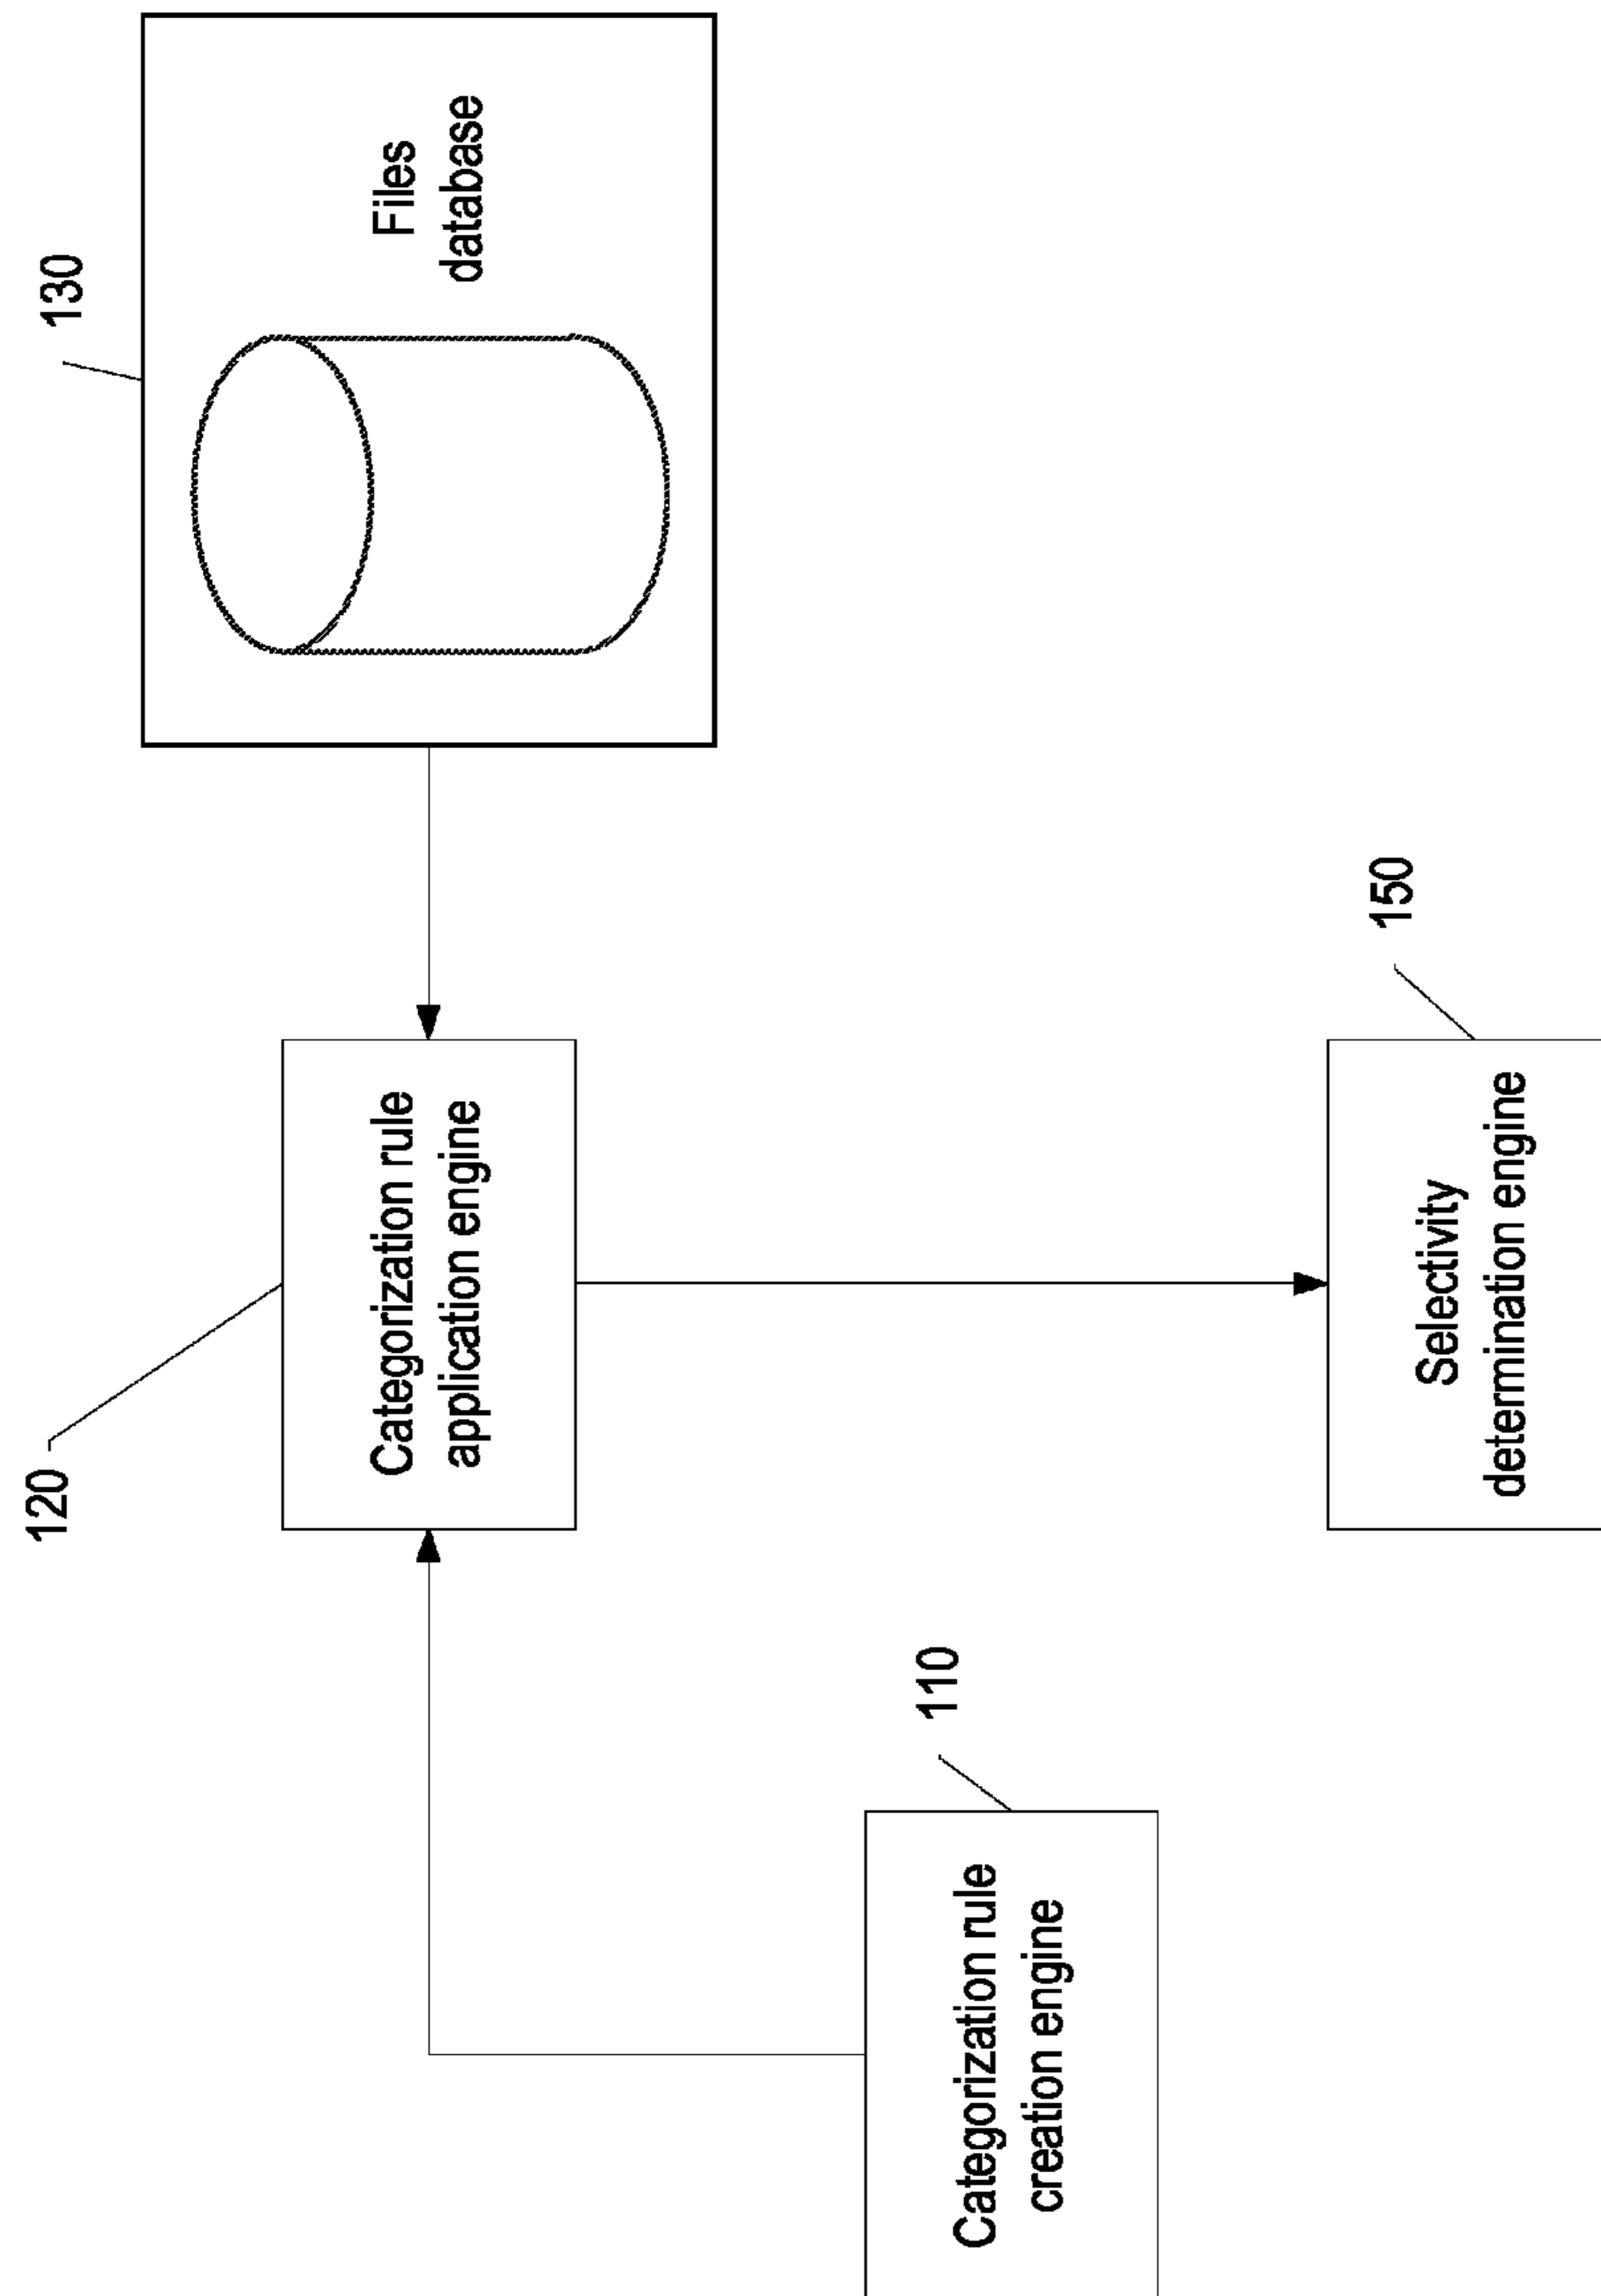 130
Files
database
120
Categorization rule
application engine
110
Categorization rule
creation engine
150
Selectivity
determination engine